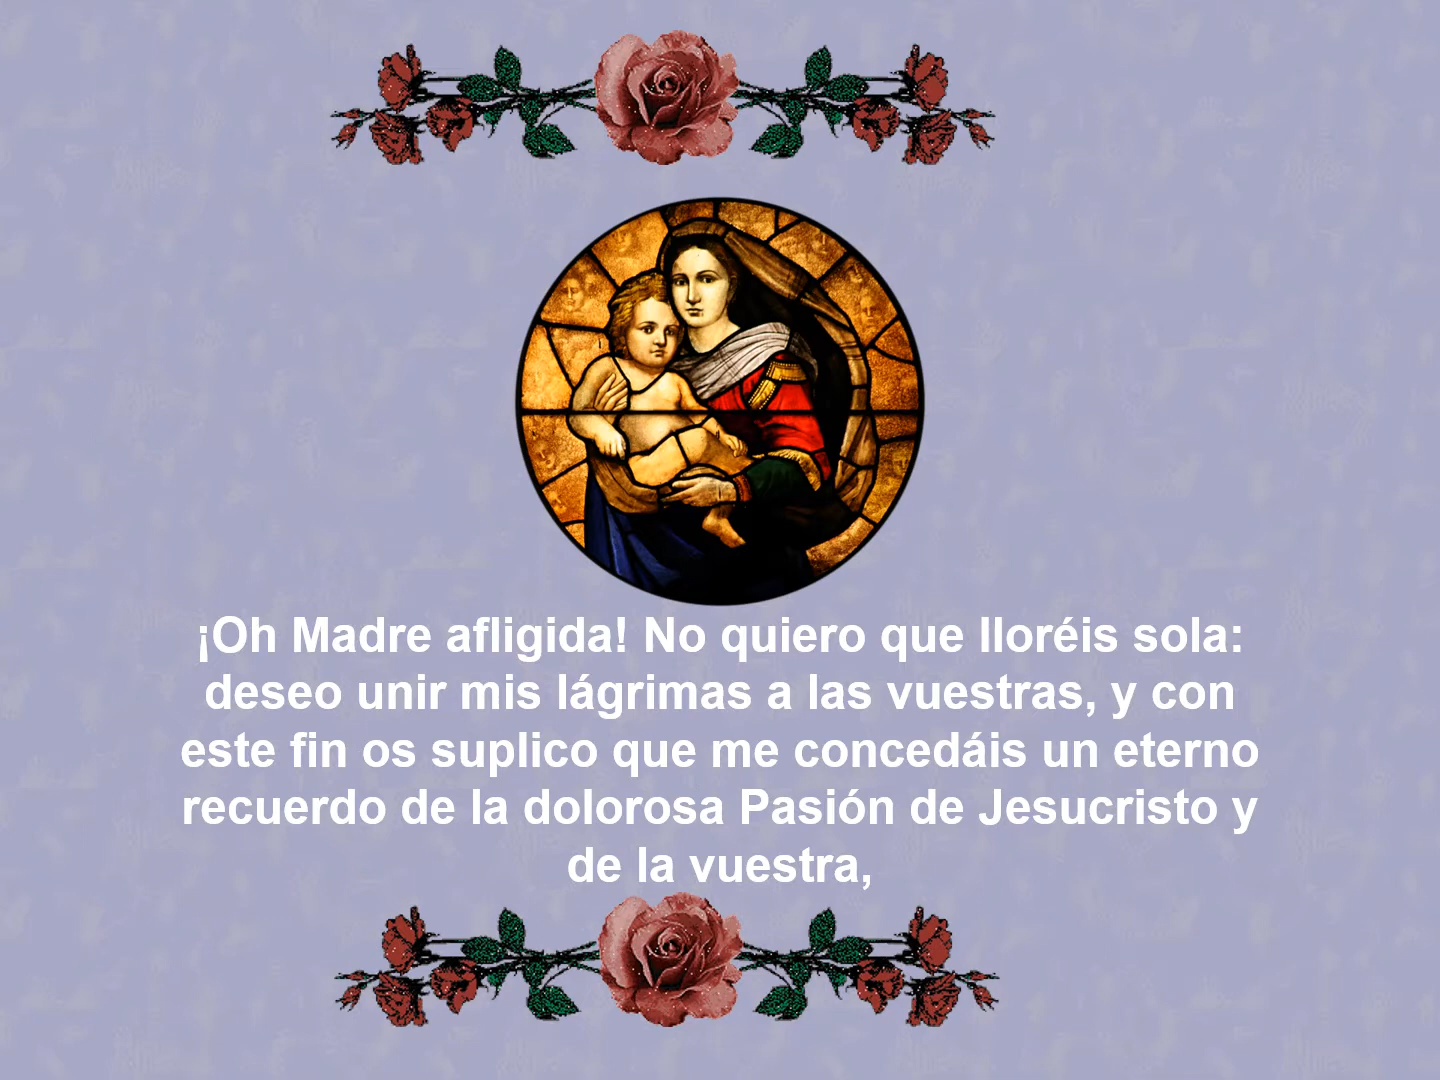 ¡Oh Madre afligida! No quiero que lloréis sola:
deseo unir mis lágrimas a las vuestras, y con
este fin os suplico que me concedáis un eterno
recuerdo de la dolorosa Pasión de Jesucristo y
de la vuestra,